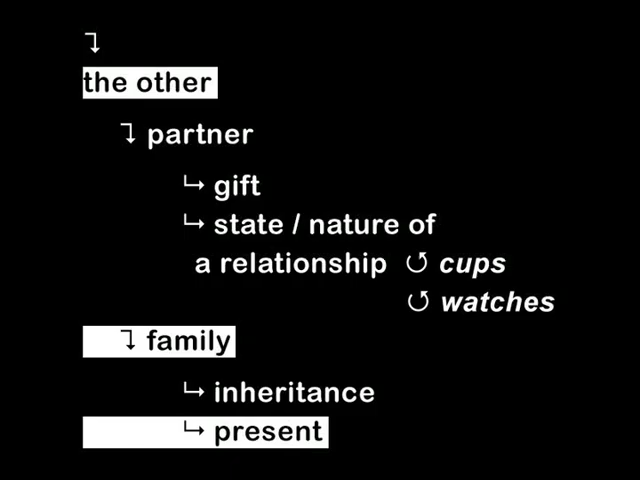 ↴
the other
↴ partner
↳ gift
↳ state / nature of
a relationship ↺ cups
↺ watches
↴ family
↳ inheritance
↳ present